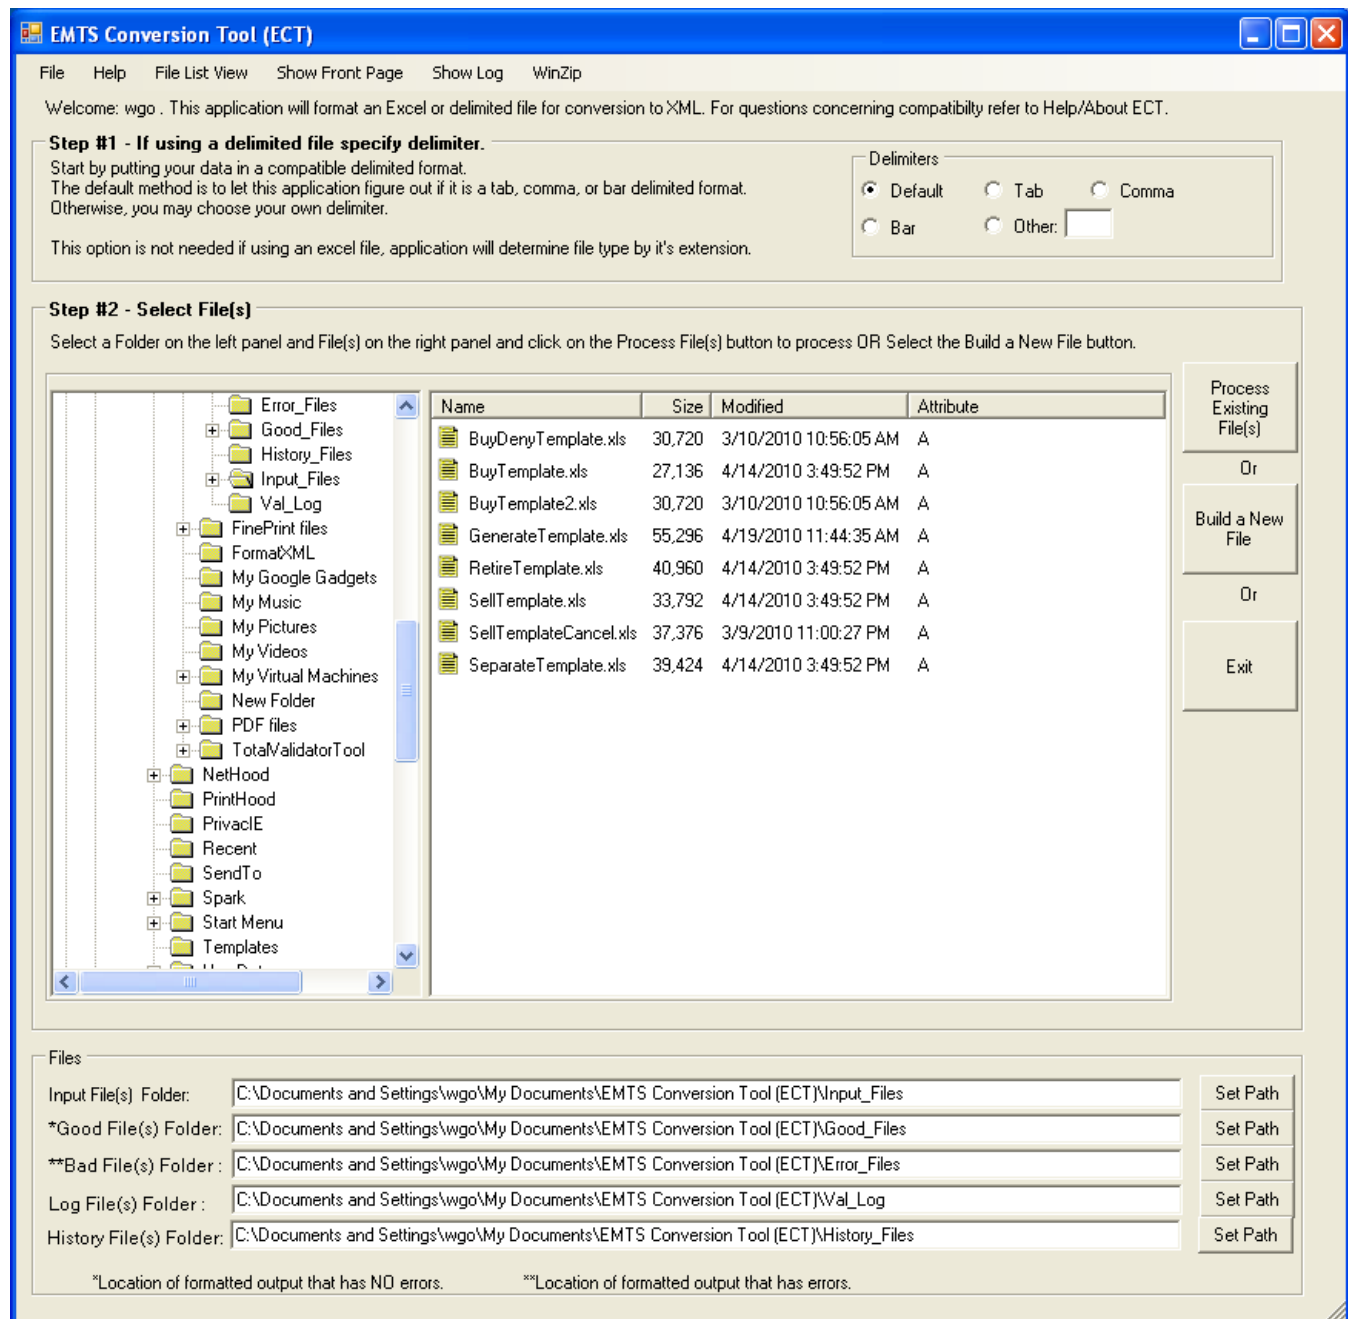 EMTS Conversion Tool (ECT)
File Help File List View Show Front Page Show Log WinZip
Welcome: wgo . This application will format an Excel or delimited file for conversion to XML. For questions concerning compatibilty refer to Help/About ECT.
Step #1 - If using a delimited file specify delimiter.
Start by putting your data in a compatible delimited format.
The default method is to let this application figure out if it is a tab, comma, or bar delimited format.
Otherwise, you may choose your own delimiter.
This option is not needed if using an excel file, application will determine file type by it's extension.
Delimiters
Default Tab Comma
Bar Other:
Step #2 - Select File(s)
Select a Folder on the left panel and File(s) on the right panel and click on the Process File(s) button to process OR Select the Build a New File button.
Error_Files
Good_Files
History_Files
Input_Files
Val_Log
FinePrint files
FormatXML
My Google Gadgets
My Music
My Pictures
My Videos
My Virtual Machines
New Folder
PDF files
TotalValidatorTool
NetHood
PrintHood
PrivacIE
Recent
SendTo
Spark
Start Menu
Templates
Name Size Modified Attribute
BuyDenyTemplate.xls 30,720 3/10/2010 10:56:05 AM A
BuyTemplate.xls 27,136 4/14/2010 3:49:52 PM A
BuyTemplate2.xls 30,720 3/10/2010 10:56:05 AM A
GenerateTemplate.xls 55,296 4/19/2010 11:44:35 AM A
RetireTemplate.xls 40,960 4/14/2010 3:49:52 PM A
SellTemplate.xls 33,792 4/14/2010 3:49:52 PM A
SellTemplateCancel.xls 37,376 3/9/2010 11:00:27 PM A
SeparateTemplate.xls 39,424 4/14/2010 3:49:52 PM A
Process
Existing
File(s)
Or
Build a New
File
Or
Exit
Files
Input File(s) Folder: C:\Documents and Settings\wgo\My Documents\EMTS Conversion Tool (ECT)\Input_Files Set Path
*Good File(s) Folder: C:\Documents and Settings\wgo\My Documents\EMTS Conversion Tool (ECT)\Good_Files Set Path
**Bad File(s) Folder : C:\Documents and Settings\wgo\My Documents\EMTS Conversion Tool (ECT)\Error_Files Set Path
Log File(s) Folder : C:\Documents and Settings\wgo\My Documents\EMTS Conversion Tool (ECT)\Val_Log Set Path
History File(s) Folder: C:\Documents and Settings\wgo\My Documents\EMTS Conversion Tool (ECT)\History_Files Set Path
*Location of formatted output that has NO errors. **Location of formatted output that has errors.